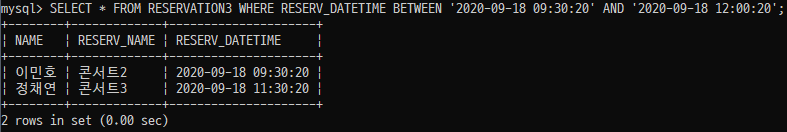 mysql> SELECT * FROM RESERVATION3 WHERE RESERV_DATETIME BETWEEN '2020-09-18 09:30:20' AND '2020-09-18 12:00:20';
+--------+-------------+---------------------+
| NAME   | RESERV_NAME | RESERV_DATETIME     |
+--------+-------------+---------------------+
| 이민호 | 콘서트2     | 2020-09-18 09:30:20 |
| 정채연 | 콘서트3     | 2020-09-18 11:30:20 |
+--------+-------------+---------------------+
2 rows in set (0.00 sec)